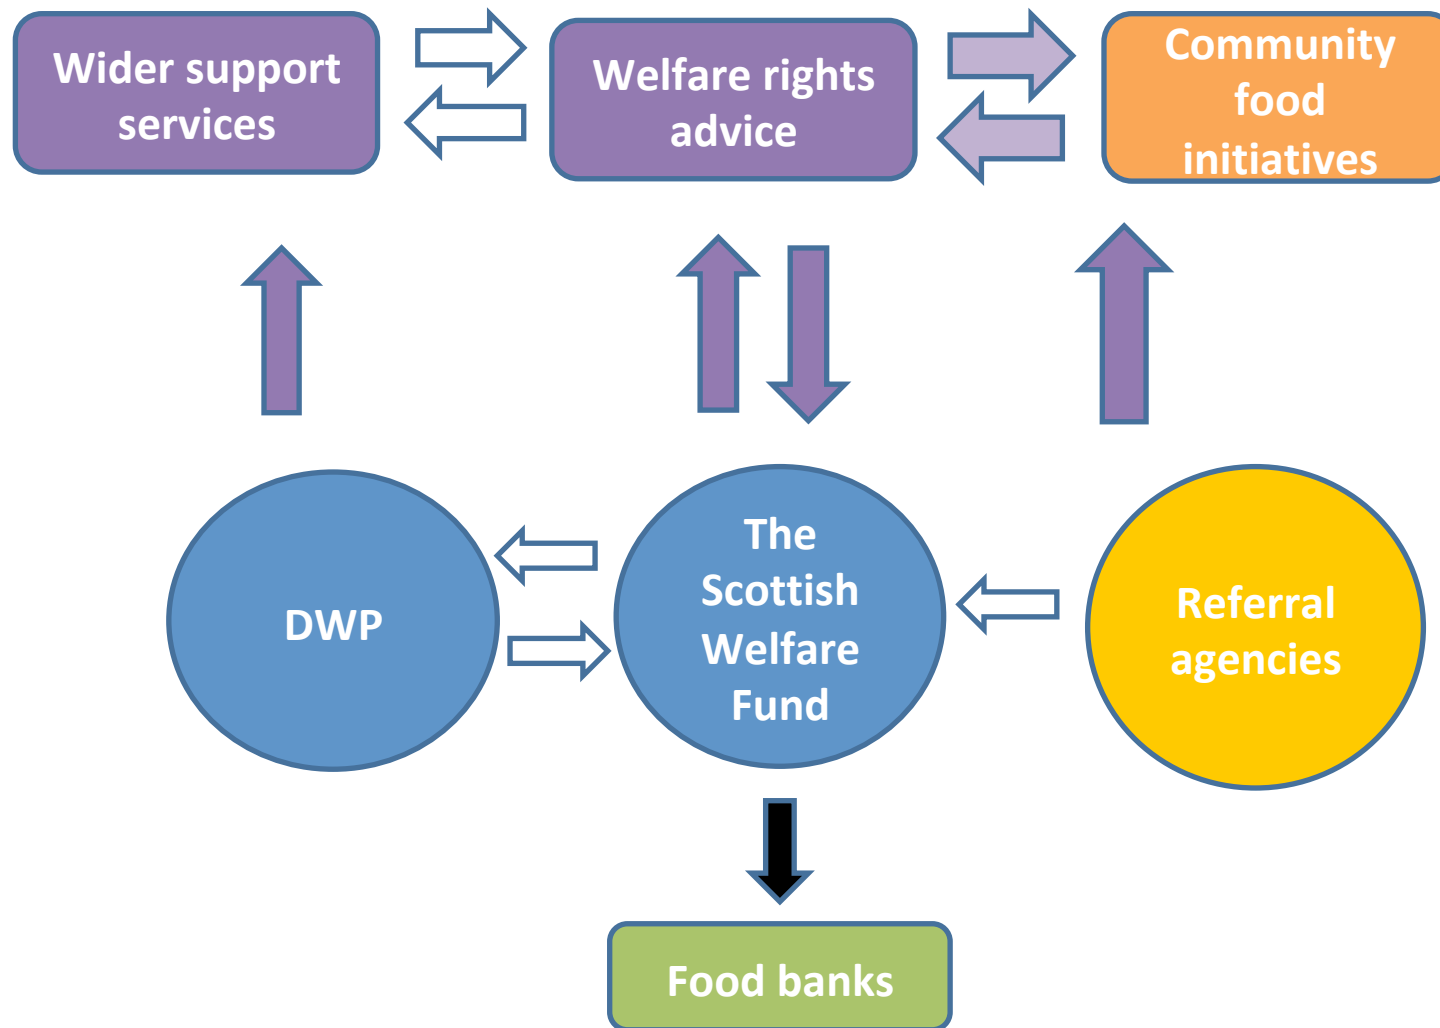 Wider support
services
Welfare rights
advice
Community
food
initiatives
DWP
The
Scottish
Welfare
Fund
Referral
agencies
Food banks